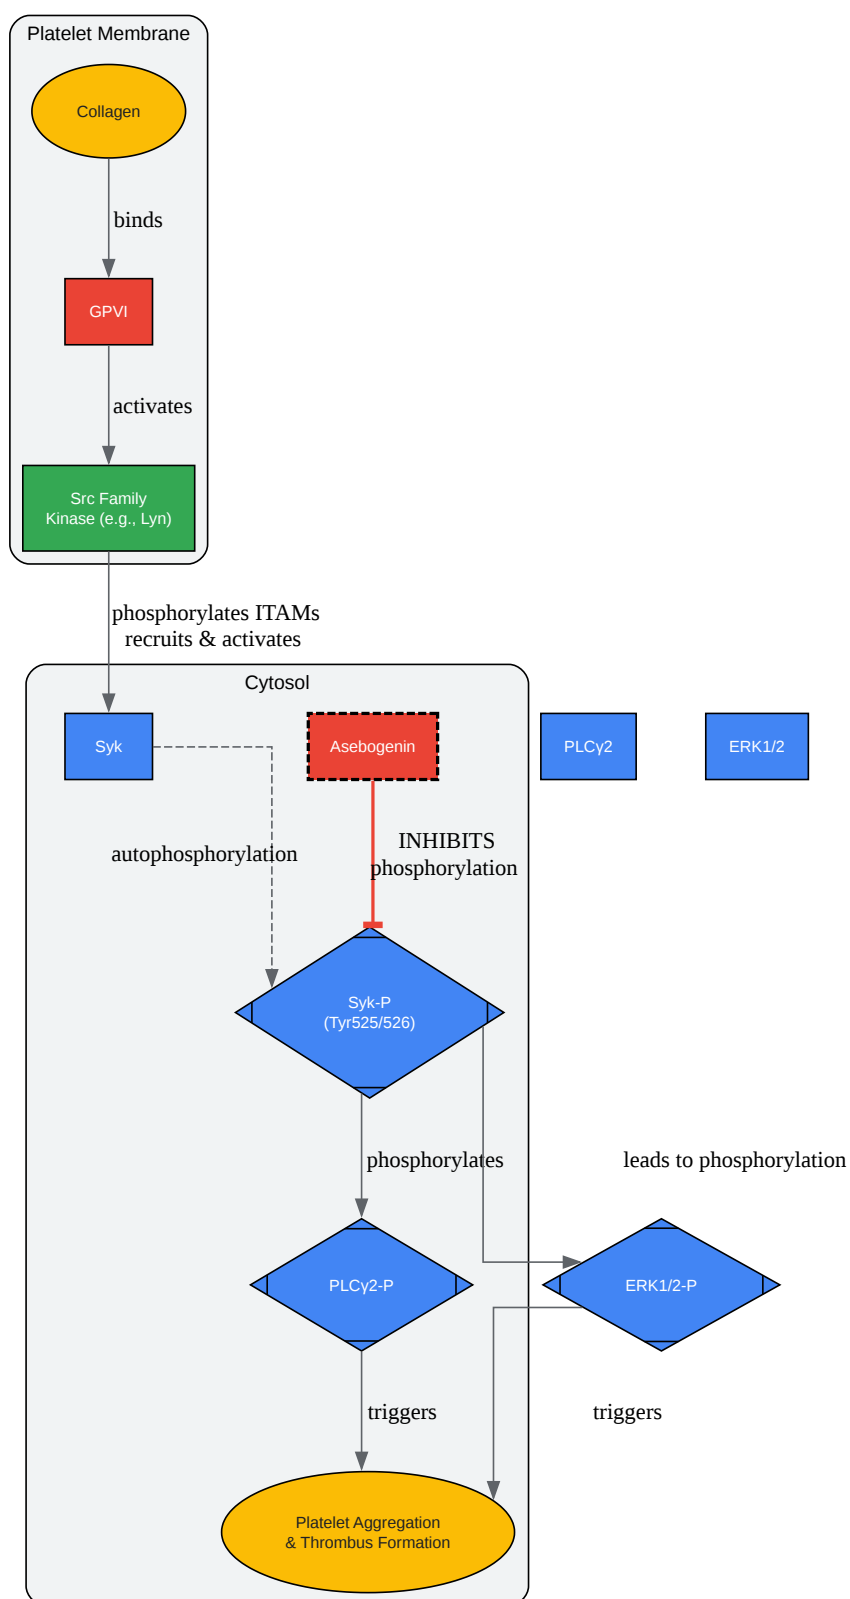 Platelet Membrane
Collagen
binds
GPVI
activates
Src Family
Kinase (e.g., Lyn)
phosphorylates ITAMs
recruits & activates
Cytosol
Syk
Asebogenin
PLCγ2
ERK1/2
autophosphorylation
INHIBITS
phosphorylation
Syk-P
(Tyr525/526)
phosphorylates
leads to phosphorylation
PLCγ2-P
ERK1/2-P
triggers
triggers
Platelet Aggregation
& Thrombus Formation